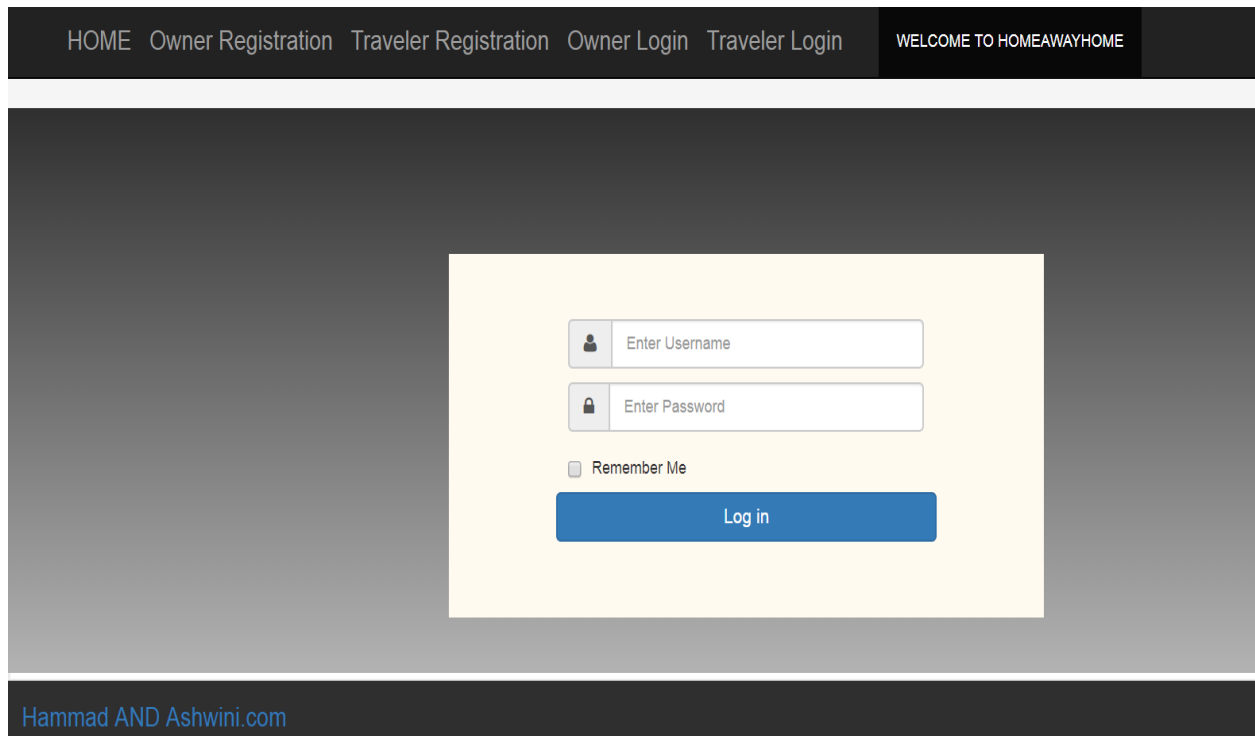 HOME Owner Registration Traveler Registration Owner Login Traveler Login WELCOME TO HOMEAWAYHOME
Enter Username
Enter Password
Remember Me
Log in
Hammad AND Ashwini.com